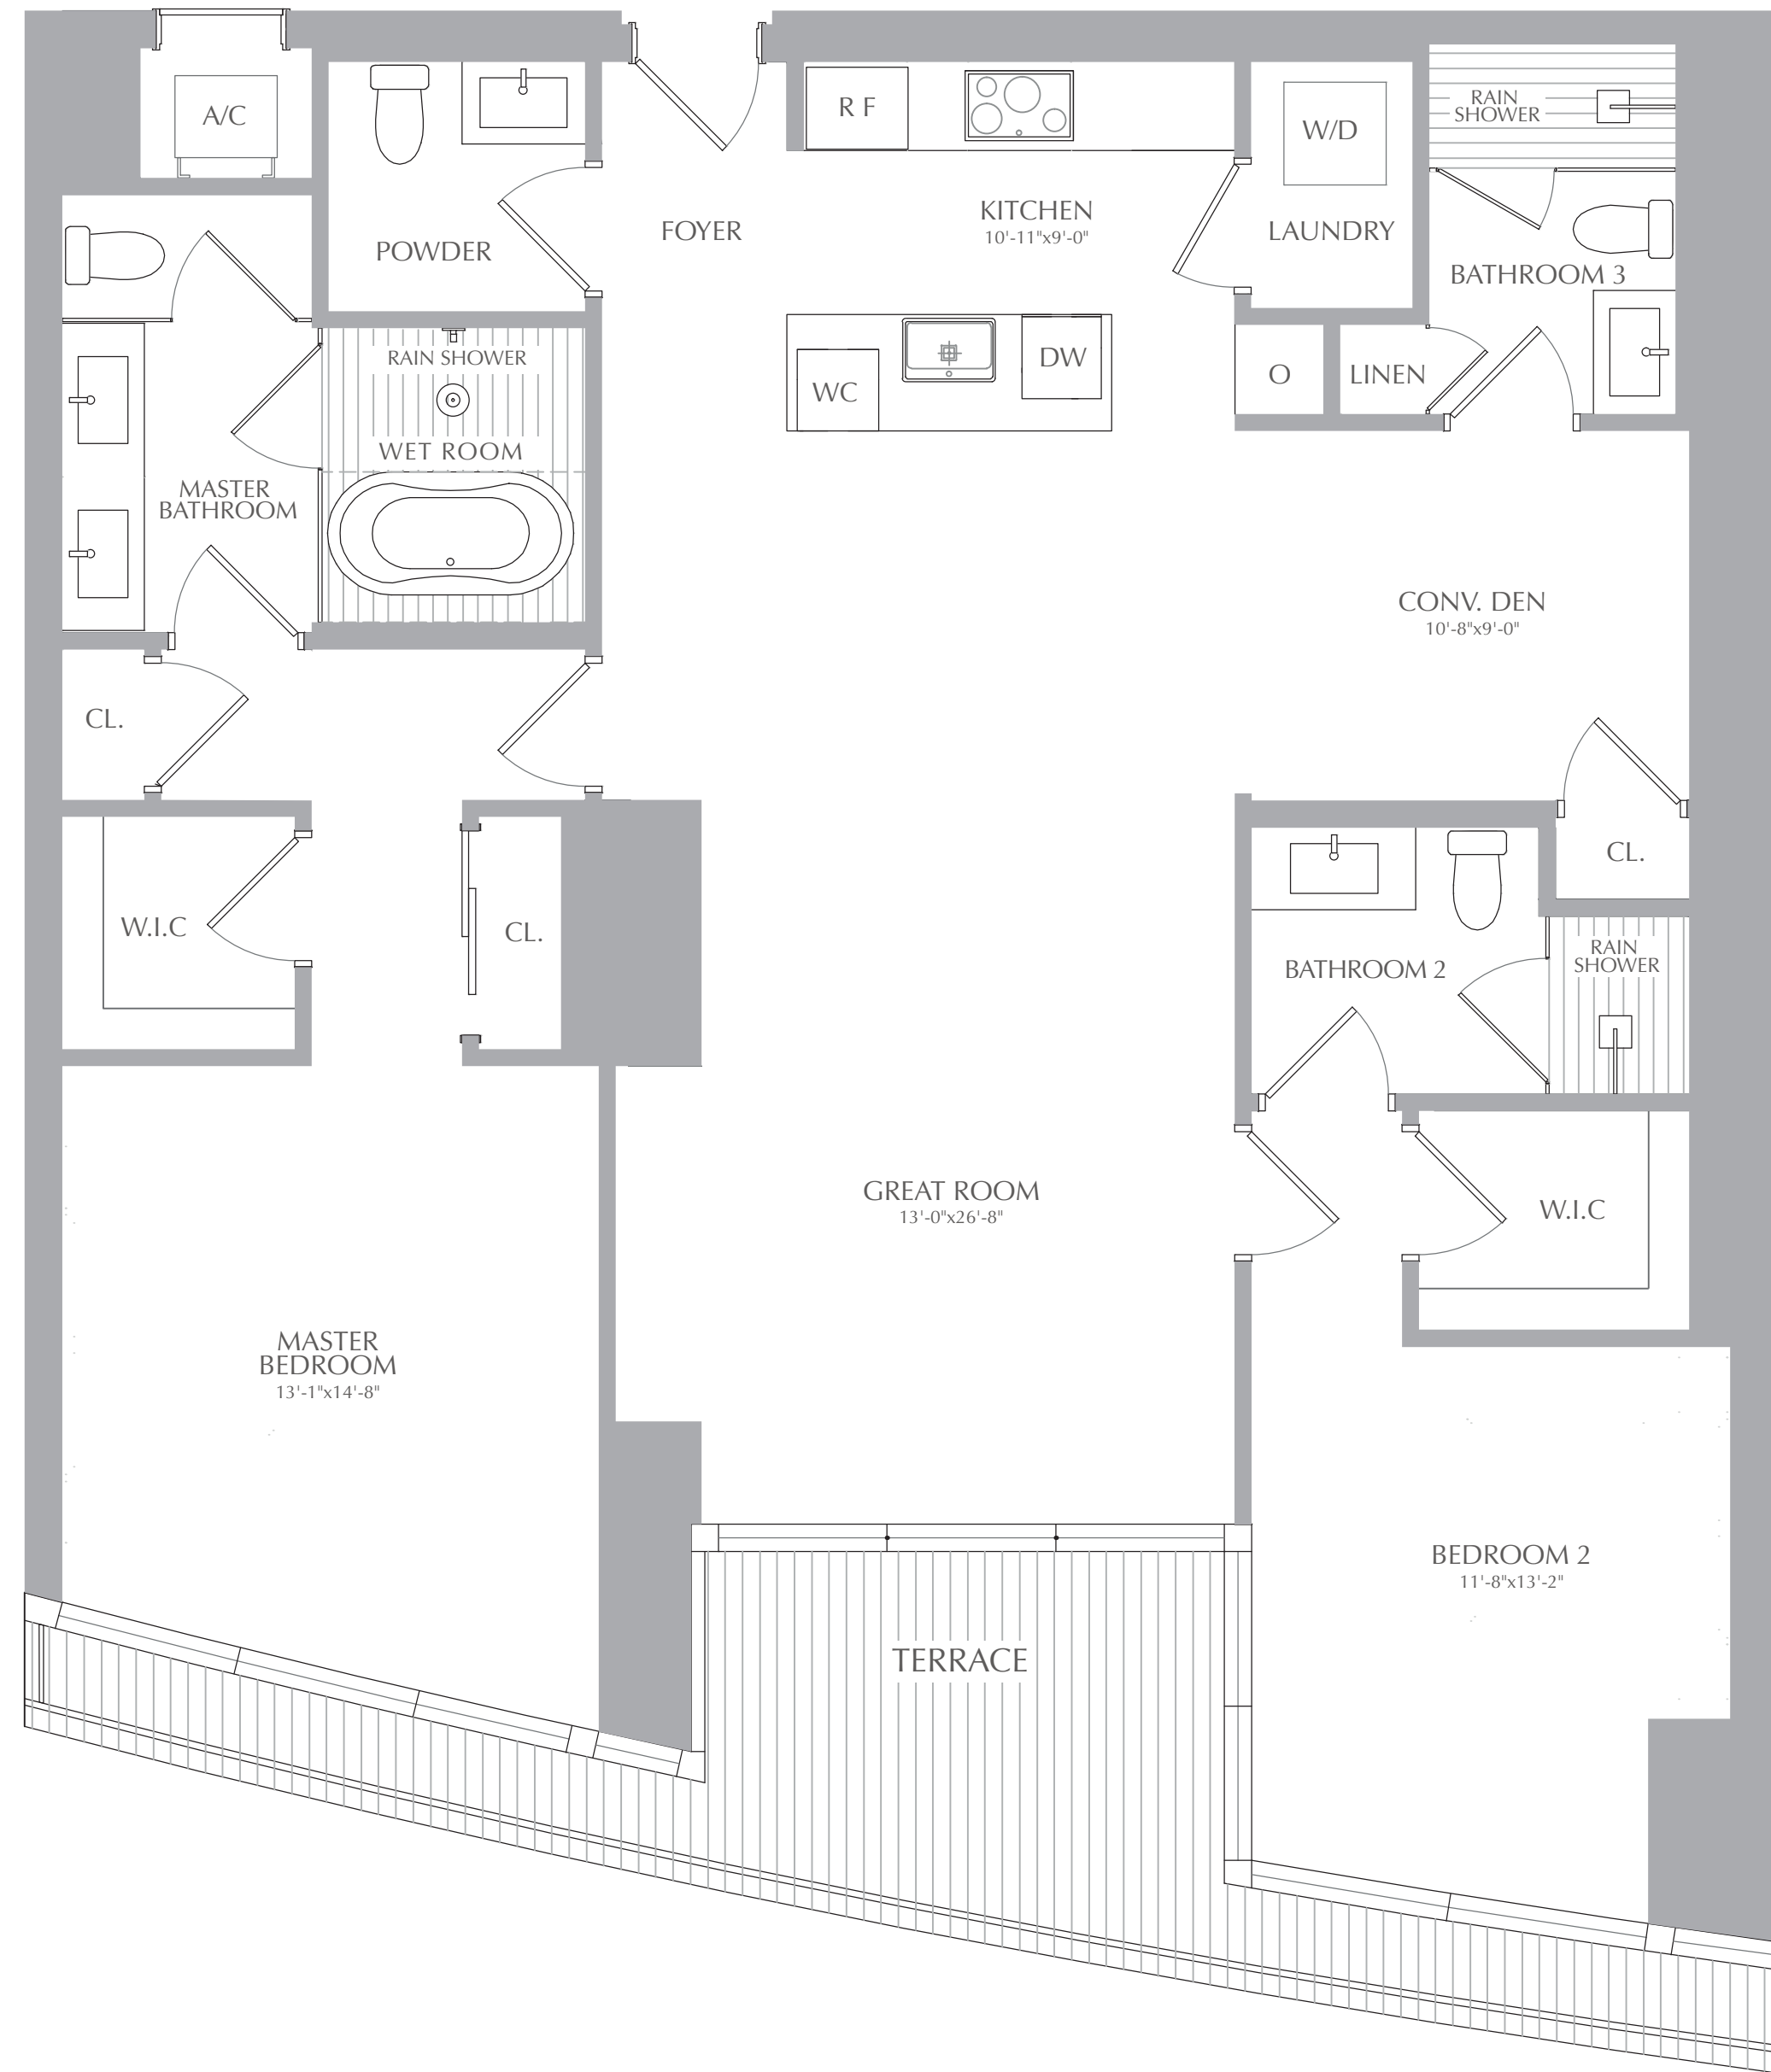 A/C
R F
W/D
RAIN
SHOWER
POWDER
FOYER
KITCHEN
10'-11"x9'-0"
LAUNDRY
BATHROOM 3
RAIN SHOWER
WET ROOM
WC
DW
O
LINEN
MASTER
BATHROOM
CONV. DEN
10'-8"x9'-0"
CL.
CL.
W.I.C
CL.
BATHROOM 2
RAIN
SHOWER
GREAT ROOM
13'-0"x26'-8"
W.I.C
MASTER
BEDROOM
13'-1"x14'-8"
BEDROOM 2
11'-8"x13'-2"
TERRACE